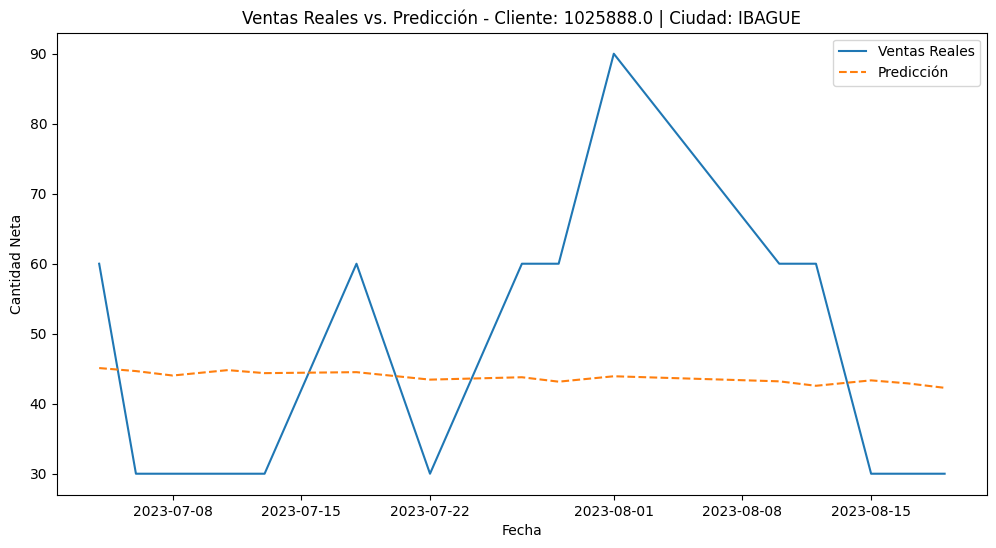 Ventas Reales vs. Predicción - Cliente: 1025888.0 | Ciudad: IBAGUE
Ventas Reales
Predicción
Cantidad Neta
90
80
70
60
50
40
30
2023-07-08
2023-07-15
2023-07-22
2023-08-01
2023-08-08
2023-08-15
Fecha